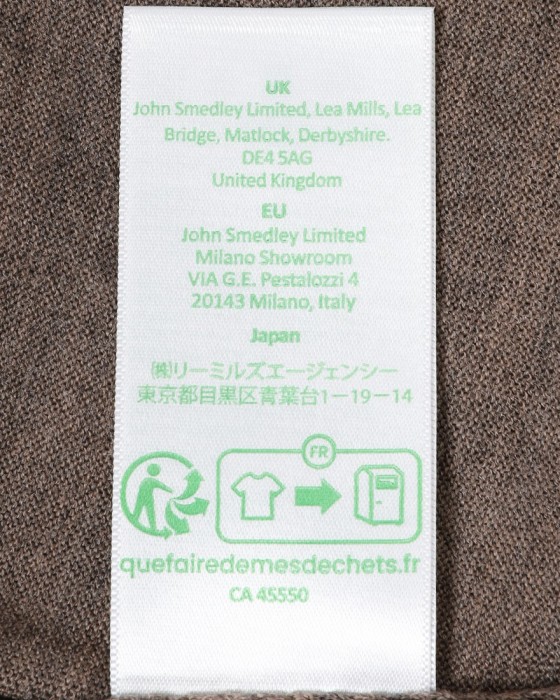 UK
John Smedley Limited, Lea Mills, Lea
Bridge, Matlock, Derbyshire.
DE4 5AG
United Kingdom
EU
John Smedley Limited
Milano Showroom
VIA G.E. Pestalozzi 4
20143 Milano, Italy
Japan
㈱リーミルズエージェンシー
東京都目黒区青葉台1－19－14
FR
quefairedemesdechets.fr
CA 45550